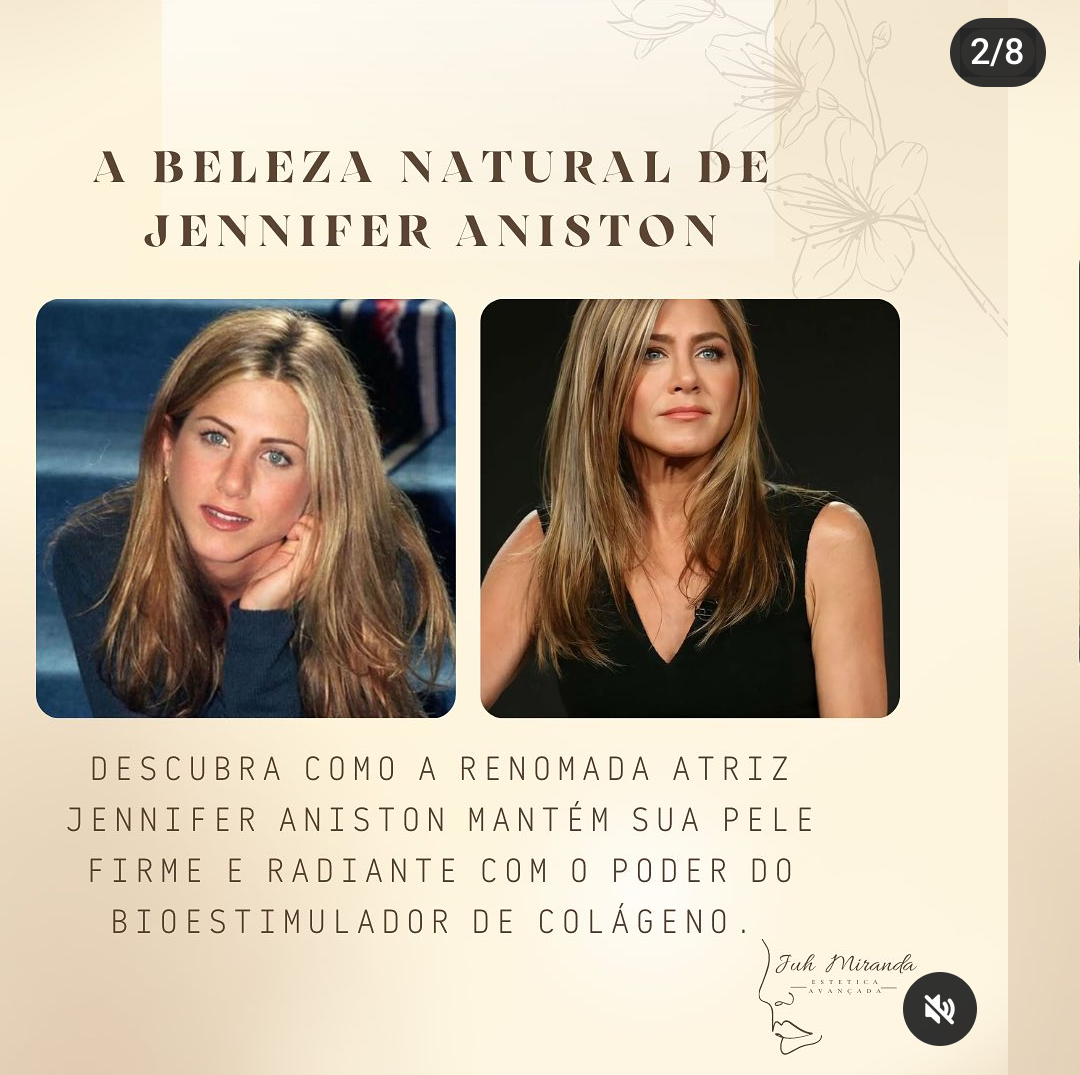 2/8
A BELEZA NATURAL DE
JENNIFER ANISTON
DESCUBRA COMO A RENOMADA ATRIZ
JENNIFER ANISTON MANTÉM SUA PELE
FIRME E RADIANTE COM O PODER DO
BIOESTIMULADOR DE COLÁGENO.
Juh Miranda
ESTETICA
AVANÇADA